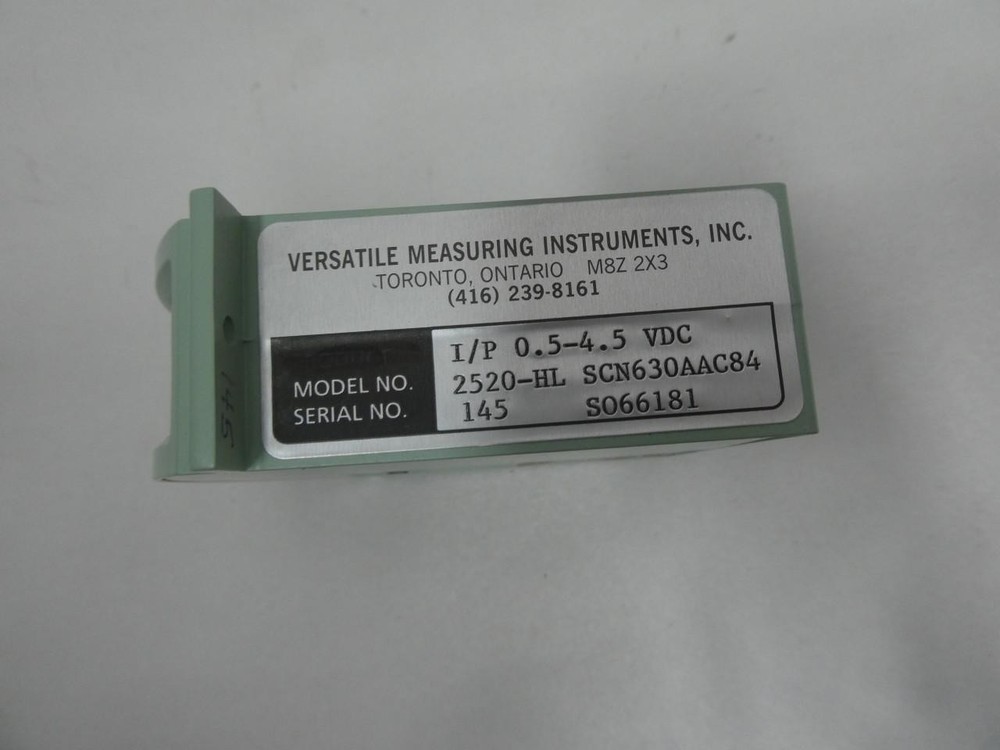 VERSATILE MEASURING INSTRUMENTS, INC.
TORONTO, ONTARIO M8Z 2X3
(416) 239-8161
I/P 0.5-4.5 VDC
MODEL NO. 2520-HL SCN630AAC84
SERIAL NO. 145 SO66181
145